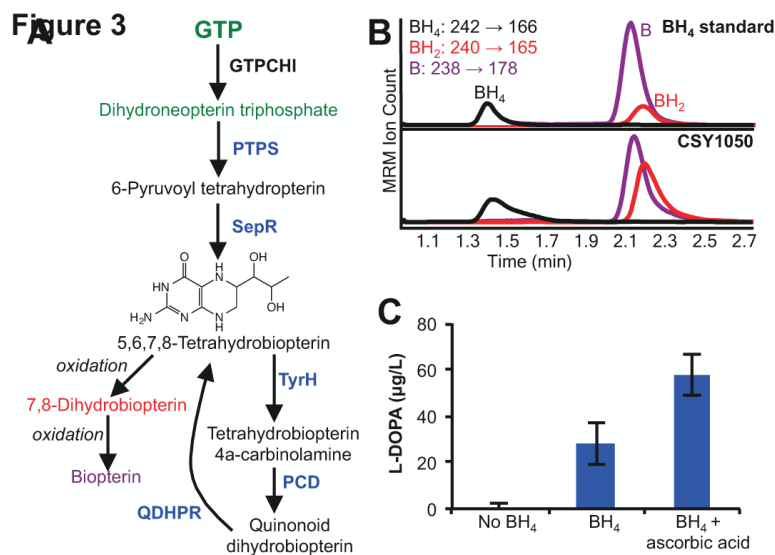 Figure 3
A
GTP
GTPCHI
Dihydroneopterin triphosphate
PTPS
6-Pyruvoyl tetrahydropterin
SepR
O
OH
H
N
HN
OH
H₂N
N
N
H
5,6,7,8-Tetrahydrobiopterin
oxidation
TyrH
7,8-Dihydrobiopterin
oxidation
Tetrahydrobiopterin
4a-carbinolamine
Biopterin
PCD
QDHPR
Quinonoid
dihydrobiopterin
B
BH₄: 242 → 166
BH₂: 240 → 165
B: 238 → 178
B
BH₄ standard
BH₄
BH₂
CSY1050
MRM Ion Count
1.1 1.3 1.5 1.7 1.9 2.1 2.3 2.5 2.7
Time (min)
C
L-DOPA (µg/L)
80
60
40
20
0
No BH₄
BH₄
BH₄ +
ascorbic acid